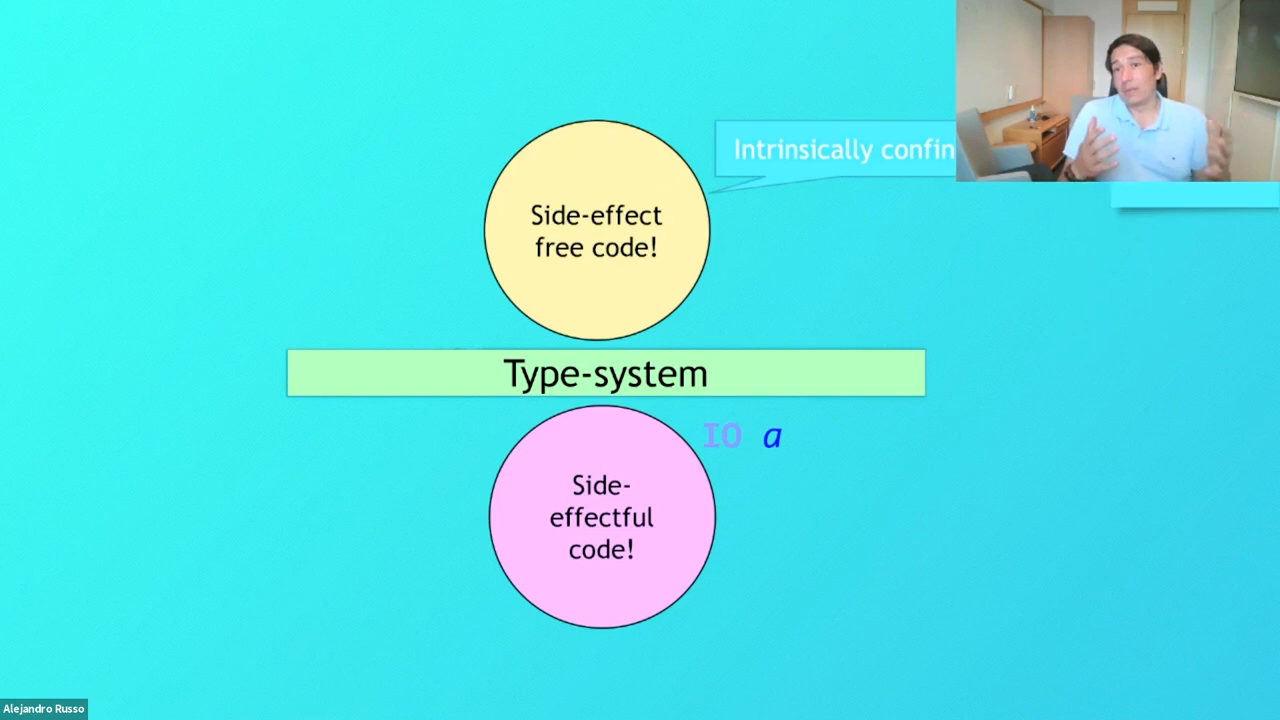 Intrinsically confin
Side-effect
free code!
Type-system
IO a
Side-
effectful
code!
Alejandro Russo